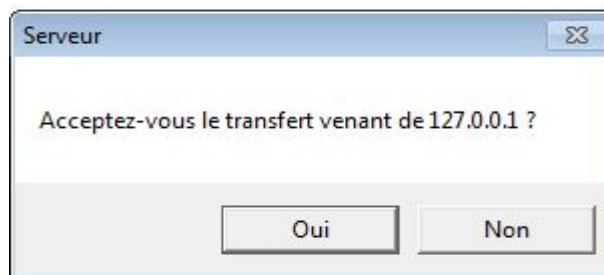 Serveur
Acceptez-vous le transfert venant de 127.0.0.1 ?
Oui
Non